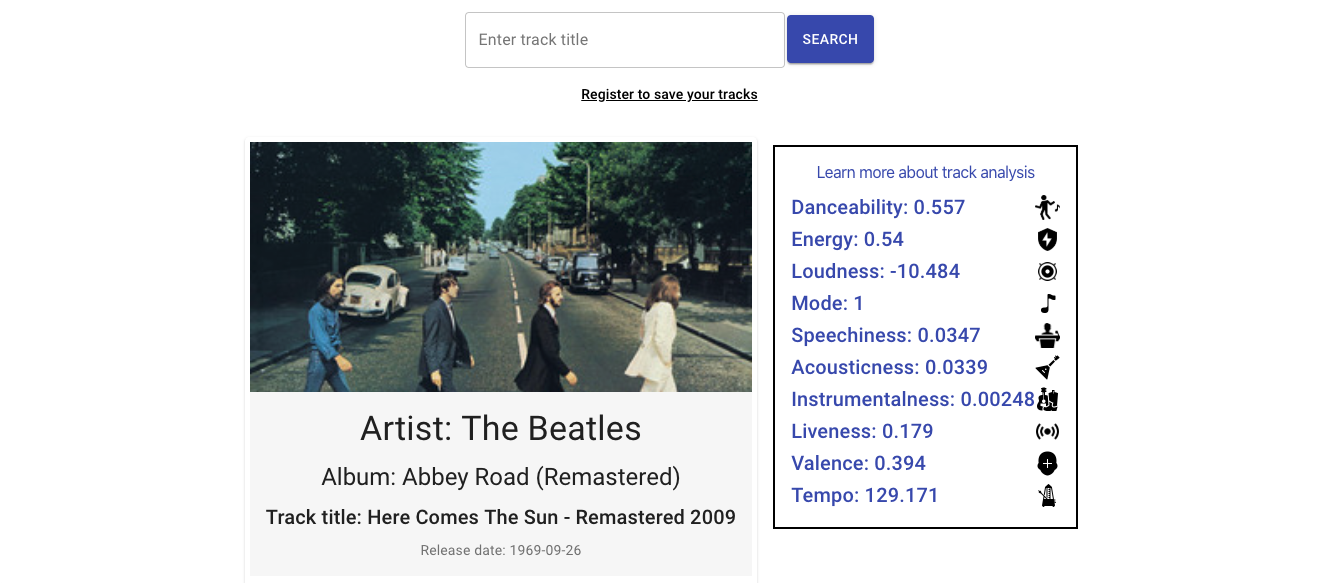 Enter track title
SEARCH
Register to save your tracks
Artist: The Beatles
Album: Abbey Road (Remastered)
Track title: Here Comes The Sun - Remastered 2009
Release date: 1969-09-26
Learn more about track analysis
Danceability: 0.557
Energy: 0.54
Loudness: -10.484
Mode: 1
Speechiness: 0.0347
Acousticness: 0.0339
Instrumentalness: 0.00248
Liveness: 0.179
Valence: 0.394
Tempo: 129.171